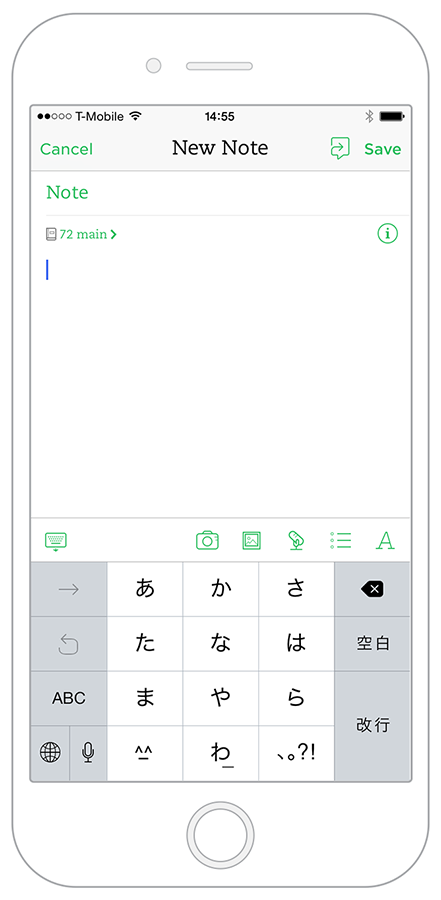 T-Mobile 14:55
Cancel New Note Save
Note
72 main
あ か さ
た な は 空白
ABC ま や ら
改行
^^ わ_ 、。?!